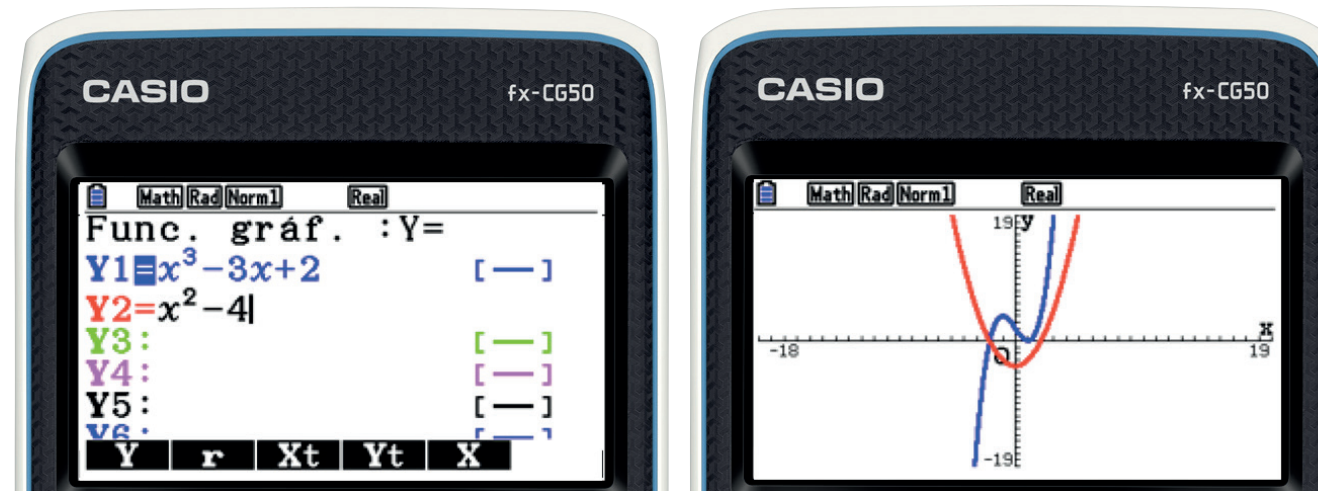 CASIO fx-CG50
Math Rad Norm1 Real
Func. gráf. :Y=
Y1=x³-3x+2 [—]
Y2=x²-4
Y3: [—]
Y4: [—]
Y5: [—]
Y6: [—]
Y r Xt Yt X
CASIO fx-CG50
Math Rad Norm1 Real
19 y
-18 O 19 x
-19